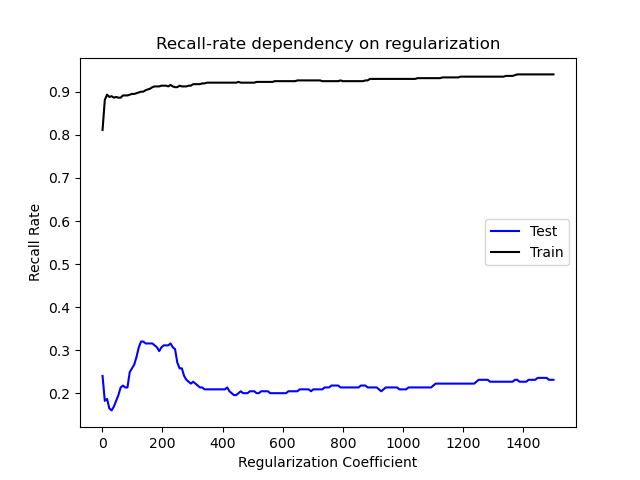 Recall-rate dependency on regularization
Recall Rate
0.9
0.8
0.7
0.6
0.5
0.4
0.3
0.2
Test
Train
0 200 400 600 800 1000 1200 1400
Regularization Coefficient